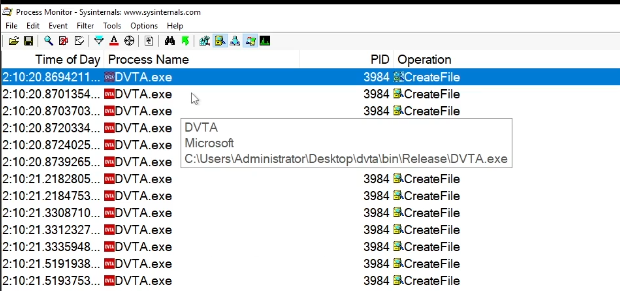 Process Monitor - Sysinternals: www.sysinternals.com
File Edit Event Filter Tools Options Help
Time of Day Process Name PID Operation
2:10:20.8694211... DVTA.exe 3984 CreateFile
2:10:20.8701354... DVTA.exe 3984 CreateFile
2:10:20.8703703... DVTA.exe 3984 CreateFile
2:10:20.8720334... DVTA
2:10:20.8724025... Microsoft
2:10:20.8739265... C:\Users\Administrator\Desktop\dvta\bin\Release\DVTA.exe
2:10:21.2182805... DVTA.exe 3984 CreateFile
2:10:21.2184753... DVTA.exe 3984 CreateFile
2:10:21.3308710... DVTA.exe 3984 CreateFile
2:10:21.3312327... DVTA.exe 3984 CreateFile
2:10:21.3335948... DVTA.exe 3984 CreateFile
2:10:21.5191938... DVTA.exe 3984 CreateFile
2:10:21.5193753... DVTA.exe 3984 CreateFile